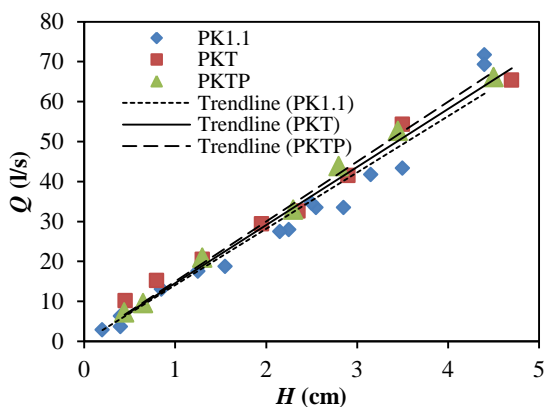 80
70
60
50
40
30
20
10
0
Q (l/s)
PK1.1
PKT
PKTP
Trendline (PK1.1)
Trendline (PKT)
Trendline (PKTP)
0 1 2 3 4 5
H (cm)